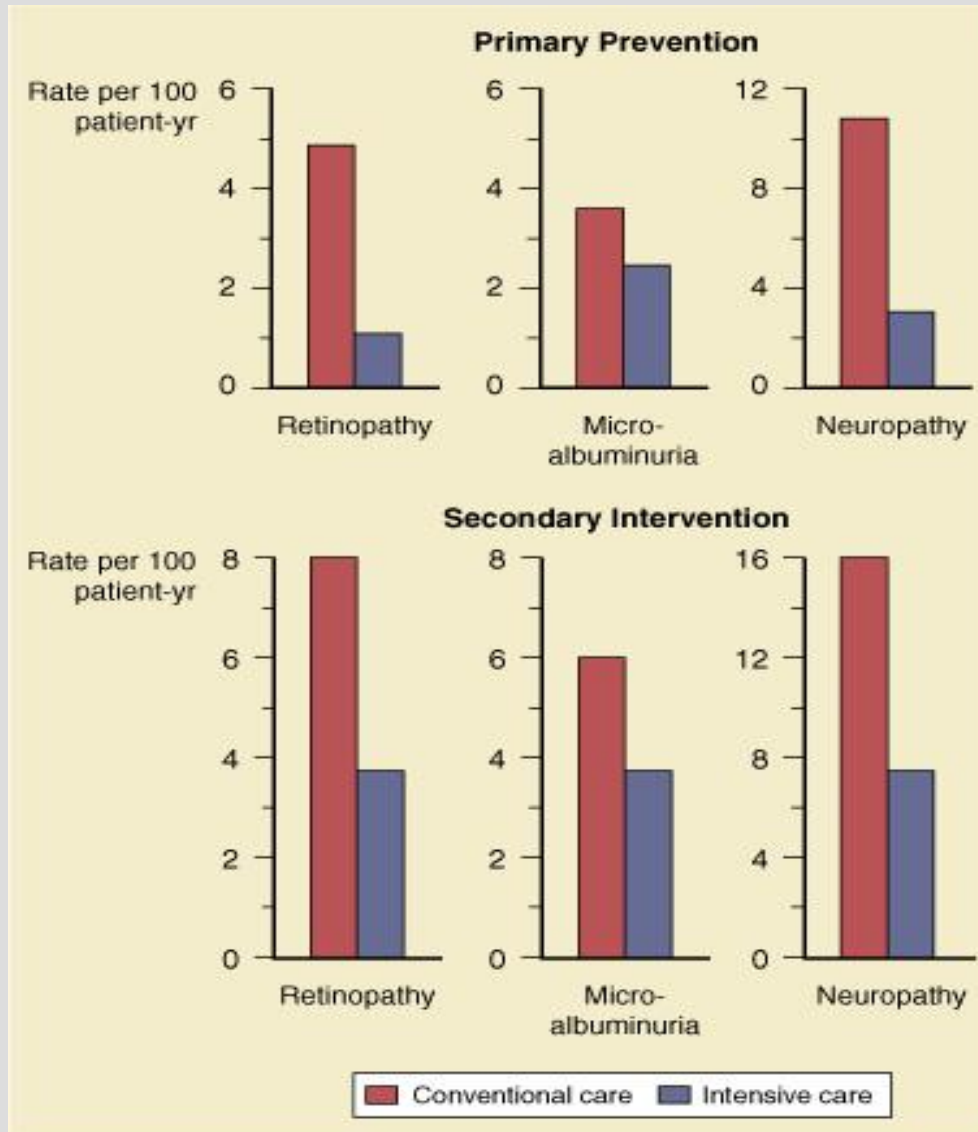 Primary Prevention
Rate per 100
patient-yr
6
4
2
0
Retinopathy
6
4
2
0
Micro-
albuminuria
12
8
4
0
Neuropathy
Secondary Intervention
Rate per 100
patient-yr
8
6
4
2
0
Retinopathy
8
6
4
2
0
Micro-
albuminuria
16
12
8
4
0
Neuropathy
Conventional care Intensive care